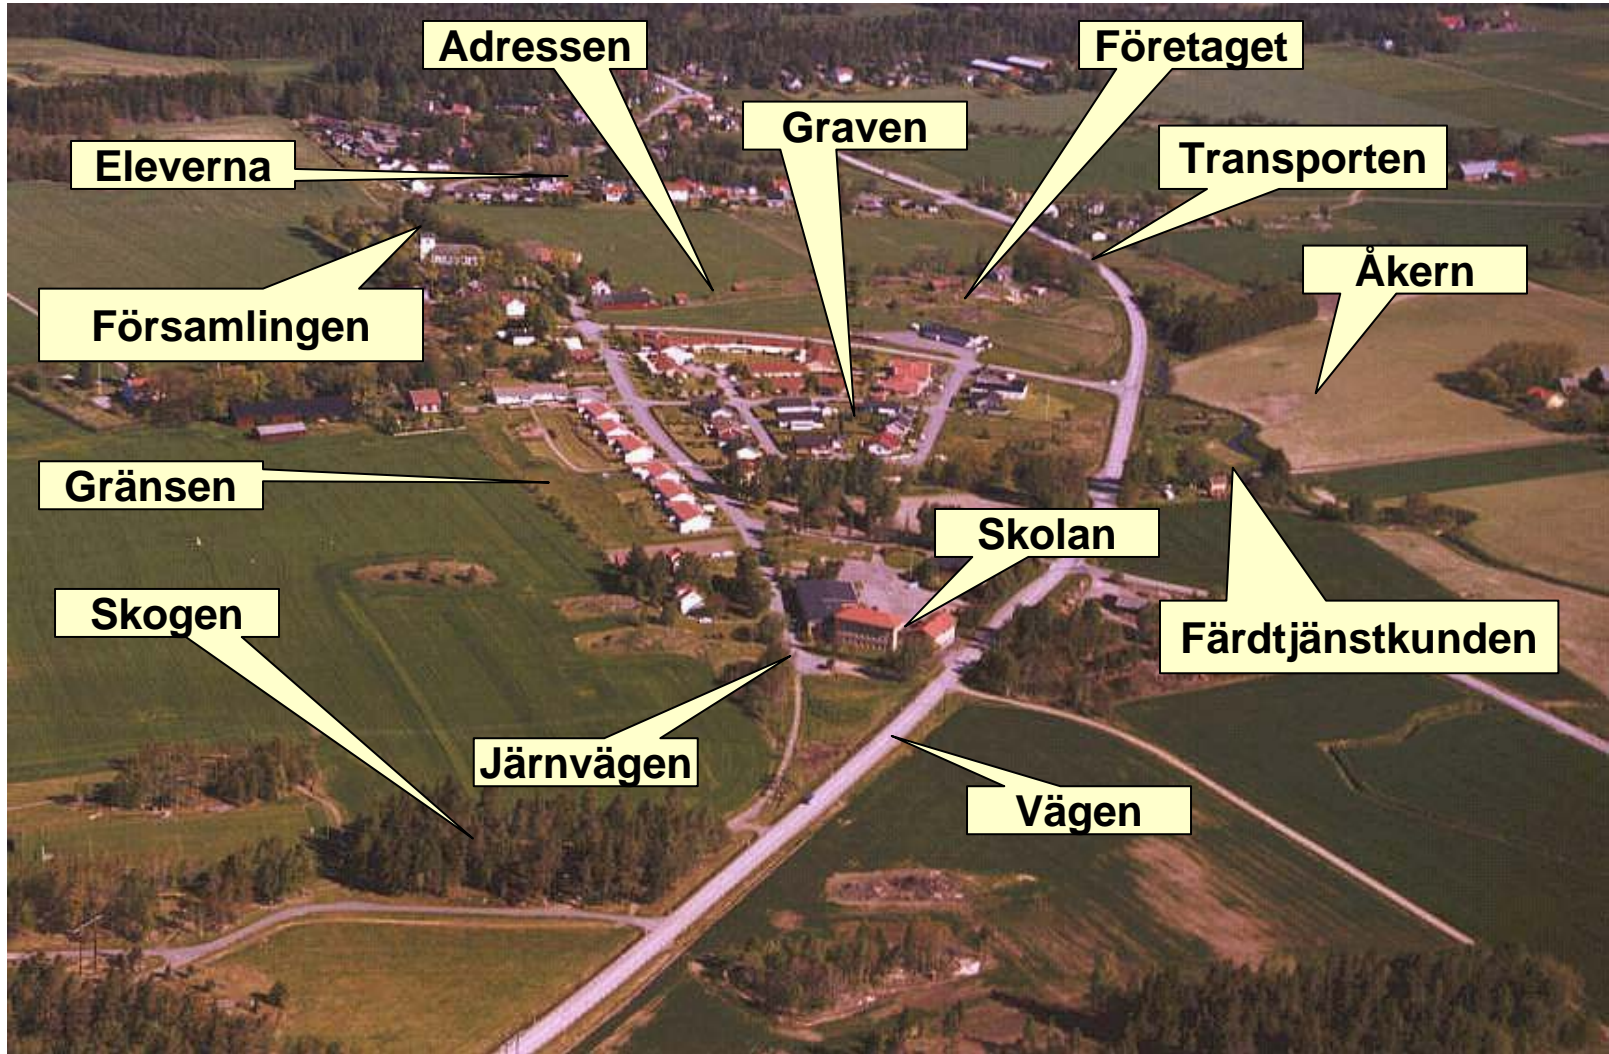 Adressen
Företaget
Graven
Transporten
Eleverna
Åkern
Församlingen
Gränsen
Skolan
Skogen
Färdtjänstkunden
Järnvägen
Vägen